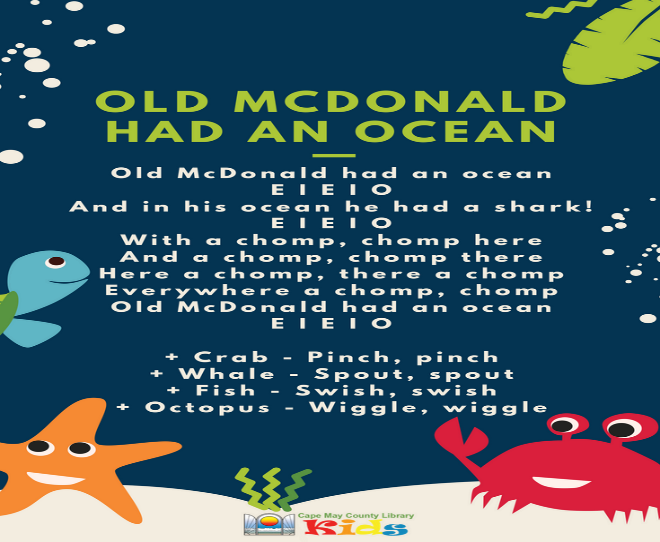 OLD MCDONALD
HAD AN OCEAN
Old McDonald had an ocean
E I E I O
And in his ocean he had a shark!
E I E I O
With a chomp, chomp here
And a chomp, chomp there
Here a chomp, there a chomp
Everywhere a chomp, chomp
Old McDonald had an ocean
E I E I O
+ Crab - Pinch, pinch
+ Whale - Spout, spout
+ Fish - Swish, swish
+ Octopus - Wiggle, wiggle
Cape May County Library
Kids